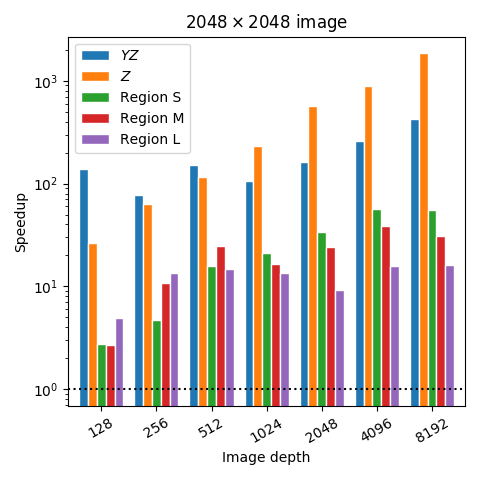 2048 × 2048 image
YZ
Z
Region S
Region M
Region L
Speedup
10³
10²
10¹
10⁰
128
256
512
1024
2048
4096
8192
Image depth